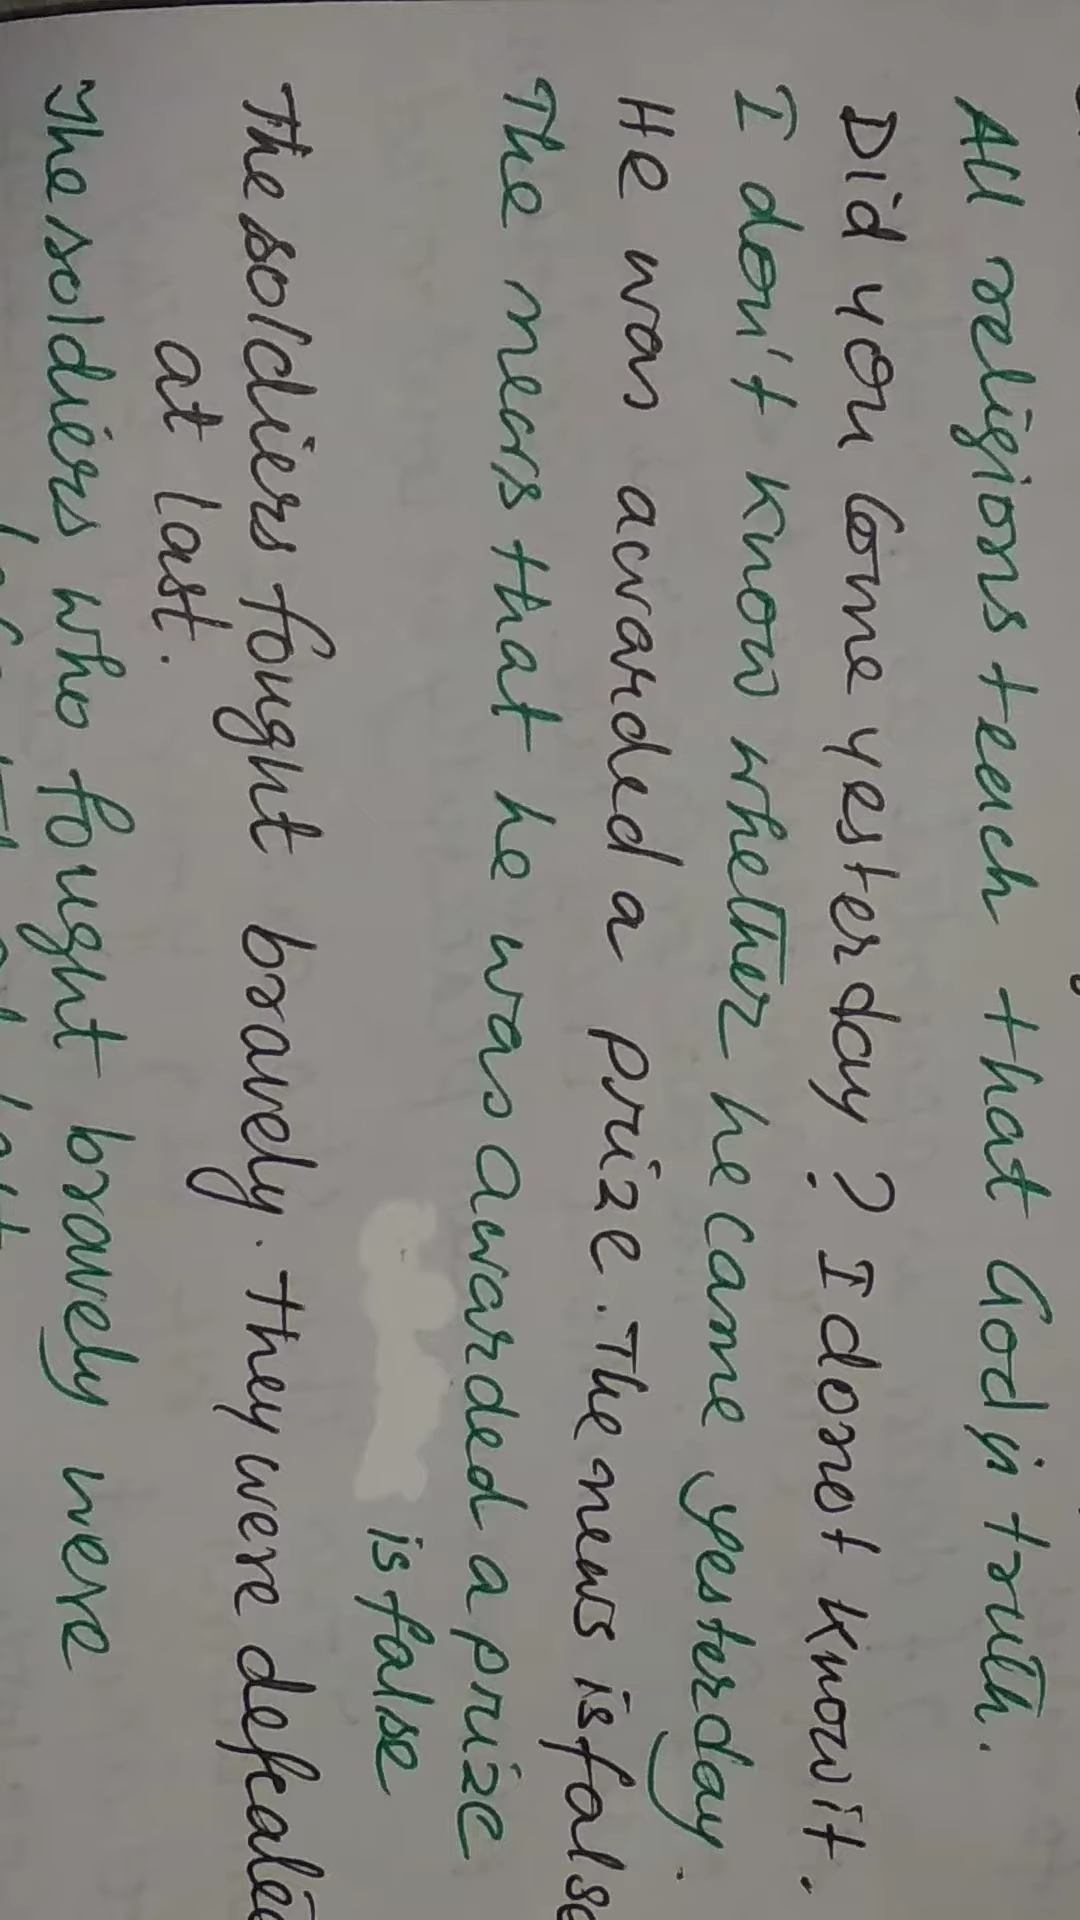 All religions teach that God is truth.
Did you Come yesterday? I donot know it.
I don't know whether he came yesterday.
He was awarded a prize. The news is false
The news that he was awarded a prize
is false
The soldiers fought bravely. They were defeated
at last.
The soldiers who fought bravely were